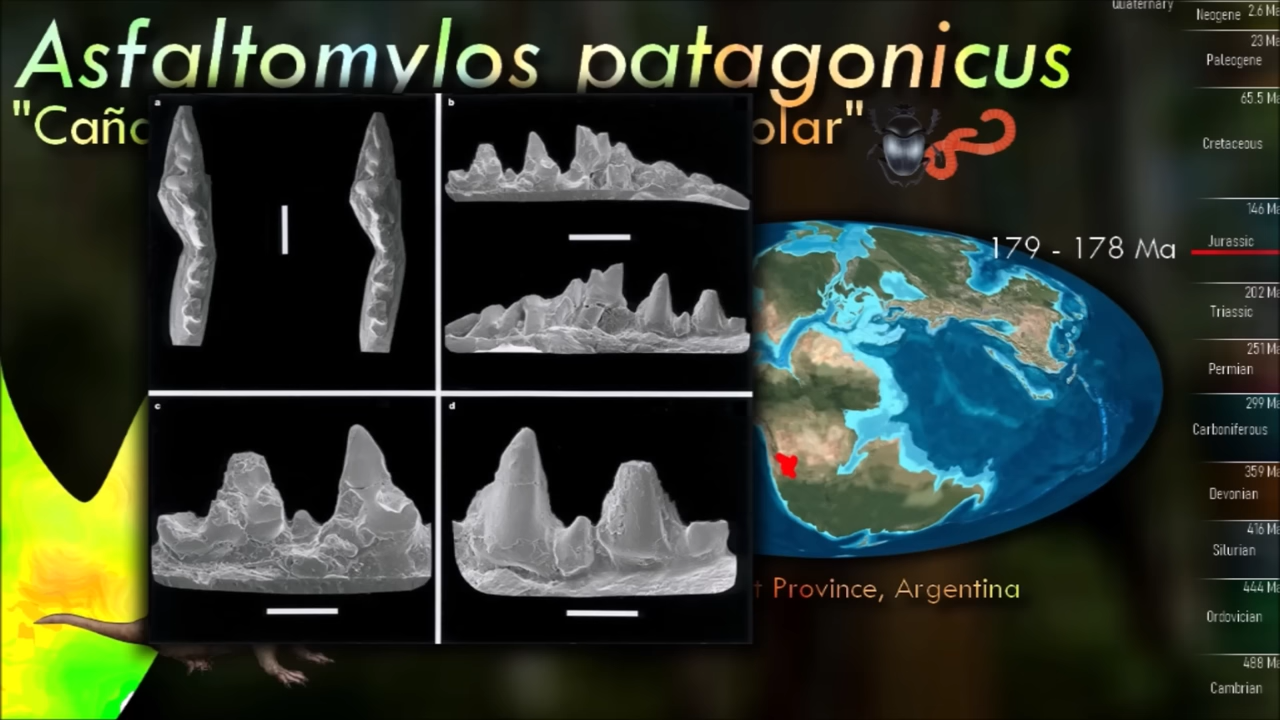 Asfaltomylos patagonicus
"Caña
olar"
a
b
c
d
179 - 178 Ma
t Province, Argentina
Quaternary
2.6 Ma
Neogene
23 Ma
Paleogene
65.5 Ma
Cretaceous
146 Ma
Jurassic
202 Ma
Triassic
251 Ma
Permian
299 Ma
Carboniferous
359 Ma
Devonian
416 Ma
Silurian
444 Ma
Ordovician
488 Ma
Cambrian